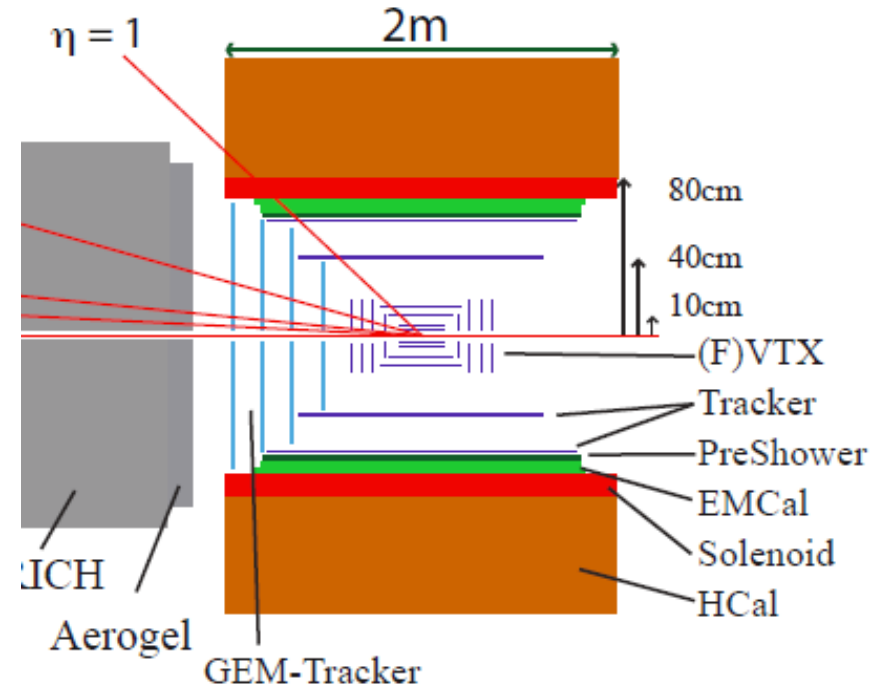 η = 1
2m
80cm
40cm
10cm
(F)VTX
Tracker
PreShower
EMCal
Solenoid
HCal
ICH
Aerogel
GEM-Tracker